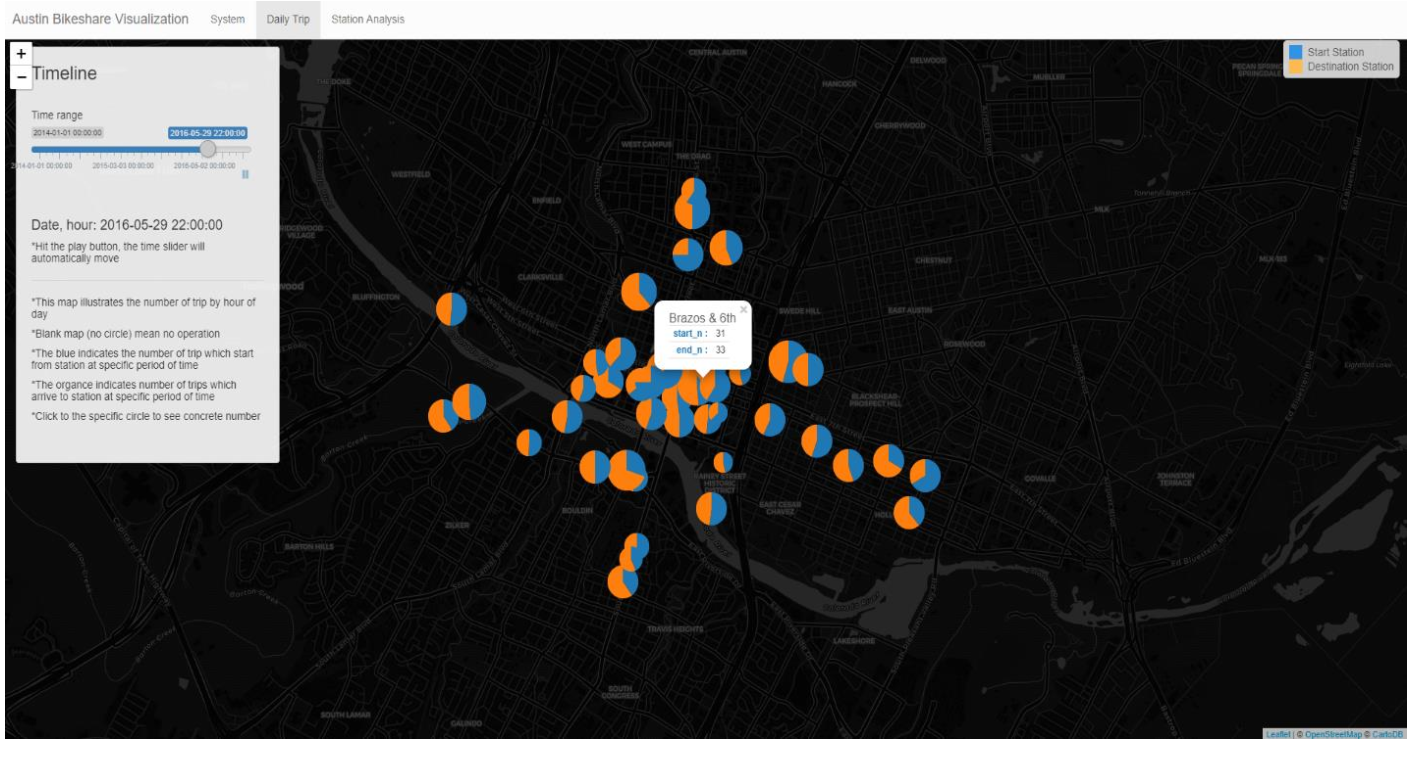 Austin Bikeshare Visualization System Daily Trip Station Analysis
+
−
Timeline
Time range
2014-01-01 00:00:00 2016-05-29 22:00:00
2014-01-01 00:00:00 2015-03-03 00:00:00 2016-05-02 00:00:00
Date, hour: 2016-05-29 22:00:00
*Hit the play button, the time slider will
automatically move
*This map illustrates the number of trip by hour of
day
*Blank map (no circle) mean no operation
*The blue indicates the number of trip which start
from station at specific period of time
*The organce indicates number of trips which
arrive to station at specific period of time
*Click to the specific circle to see concrete number
Start Station
Destination Station
CENTRAL AUSTIN
DELWOOD
MUELLER
HANCOCK
CHERRYWOOD
WEST CAMPUS
THE DRAG
WESTFIELD
ENFIELD
MLK
CHESTNUT
MLK-183
CLARKSVILLE
BLUFFINGTON
Brazos & 6th ×
start_n : 31
end_n : 33
SWEDE HILL
EAST AUSTIN
ROSEWOOD
BLACKSHEAR-
PROSPECT HILL
RAINEY STREET
HISTORIC
DISTRICT
GOVALLE
JOHNSTON
TERRACE
BOULDIN
EAST CESAR
CHAVEZ
ZILKER
BARTON HILLS
TRAVIS HEIGHTS
LAKESHORE
SOUTH
CONGRESS
SOUTH LAMAR
GALINDO
Leaflet | © OpenStreetMap © CartoDB